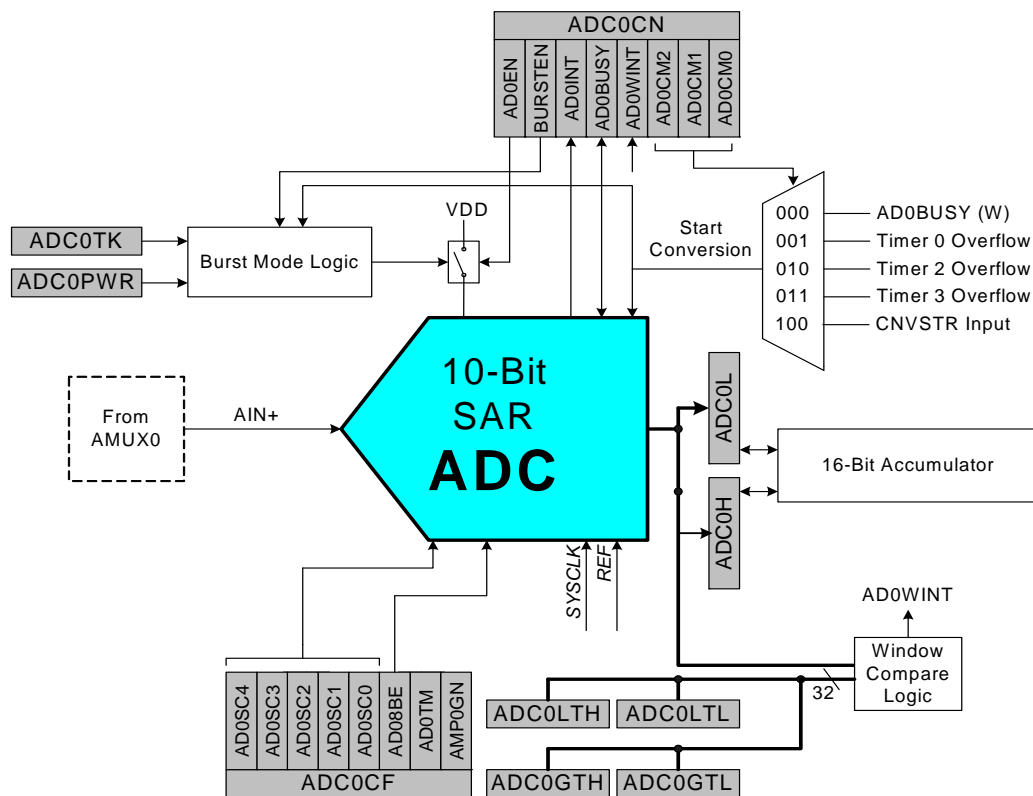 ADC0CN
AD0EN
BURSTEN
AD0INT
AD0BUSY
AD0WINT
AD0CM2
AD0CM1
AD0CM0
VDD
Start
Conversion
000
001
010
011
100
AD0BUSY (W)
Timer 0 Overflow
Timer 2 Overflow
Timer 3 Overflow
CNVSTR Input
ADC0TK
ADC0PWR
Burst Mode Logic
From
AMUX0
AIN+
10-Bit
SAR
ADC
ADC0L
ADC0H
16-Bit Accumulator
SYSCLK
REF
AD0WINT
Window
Compare
Logic
32
AD0SC4
AD0SC3
AD0SC2
AD0SC1
AD0SC0
AD08BE
AD0TM
AMP0GN
ADC0CF
ADC0LTH
ADC0LTL
ADC0GTH
ADC0GTL